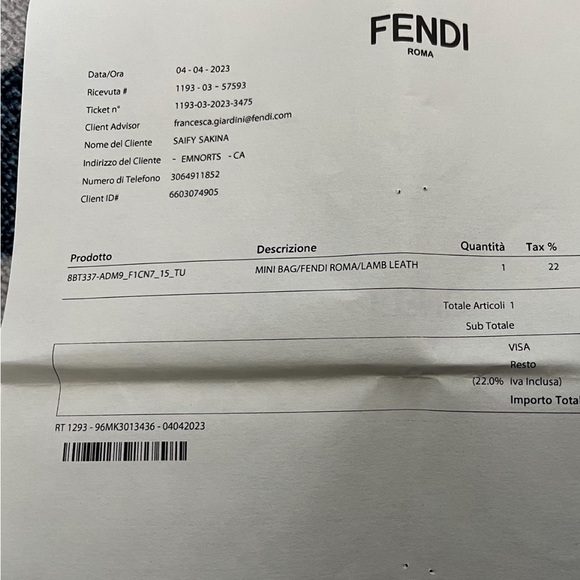 FENDI
ROMA
Data/Ora 04 - 04 - 2023
Ricevuta # 1193 - 03 - 57593
Ticket n° 1193-03-2023-3475
Client Advisor francesca.giardini@fendi.com
Nome del Cliente SAIFY SAKINA
Indirizzo del Cliente - EMNORTS - CA
Numero di Telefono 3064911852
Client ID# 6603074905
Prodotto Descrizione Quantità Tax %
8BT337-ADM9_F1CN7_15_TU MINI BAG/FENDI ROMA/LAMB LEATH 1 22
Totale Articoli 1
Sub Totale
VISA
Resto
(22.0% Iva Inclusa)
Importo Total
RT 1293 - 96MK3013436 - 04042023